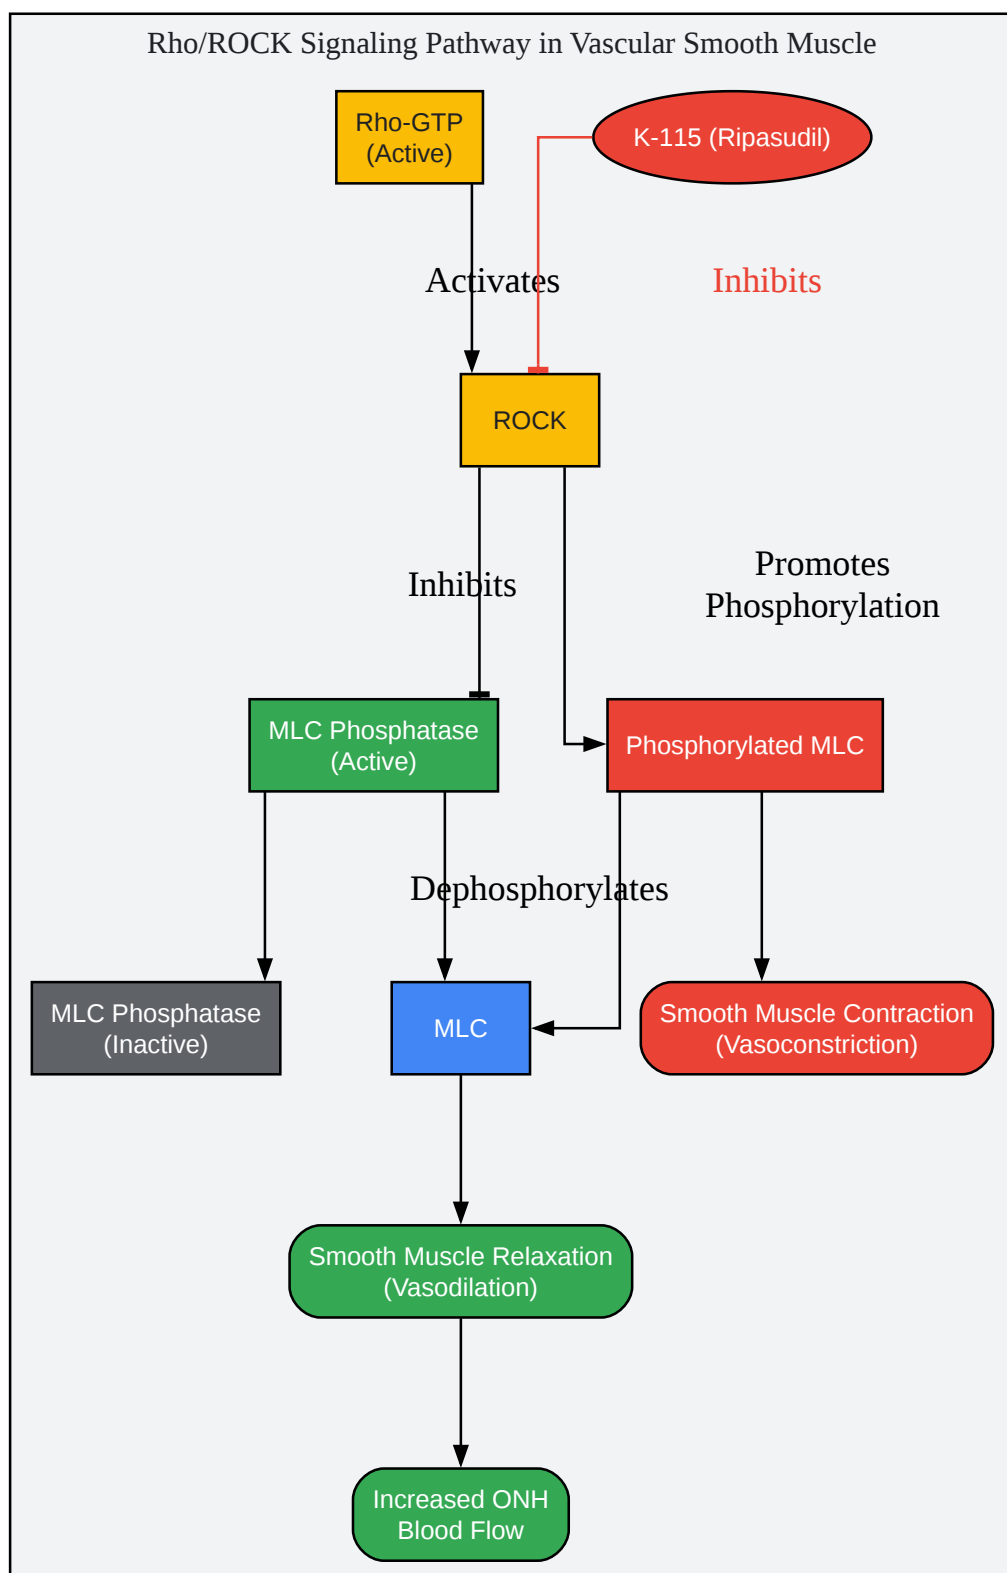 Rho/ROCK Signaling Pathway in Vascular Smooth Muscle
Rho-GTP
(Active)
K-115 (Ripasudil)
Activates
Inhibits
ROCK
Inhibits
Promotes
Phosphorylation
MLC Phosphatase
(Active)
Phosphorylated MLC
Dephosphorylates
MLC Phosphatase
(Inactive)
MLC
Smooth Muscle Contraction
(Vasoconstriction)
Smooth Muscle Relaxation
(Vasodilation)
Increased ONH
Blood Flow